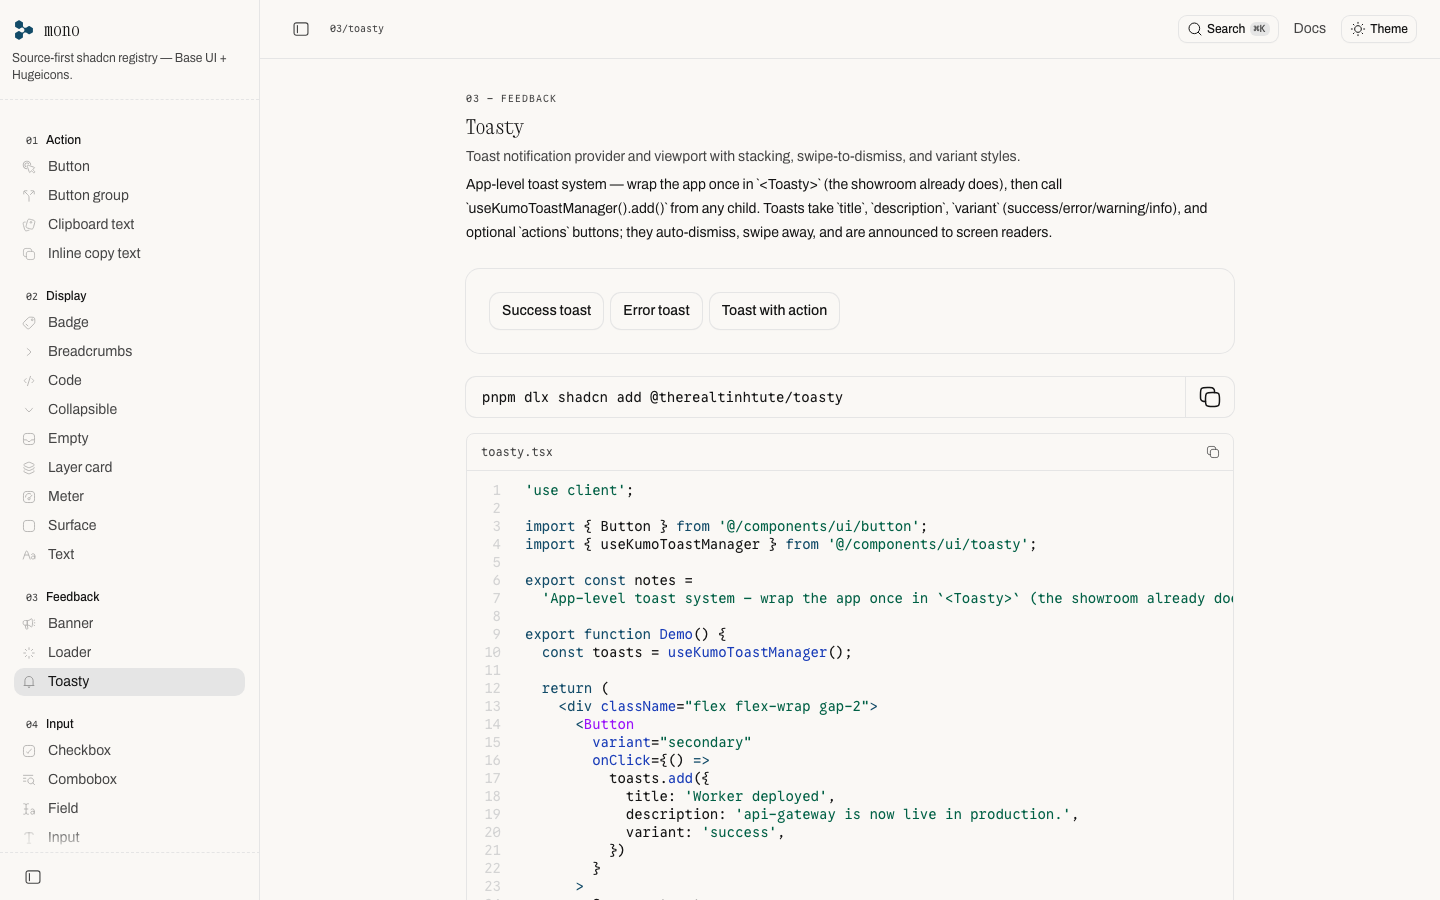 mono
Source-first shadcn registry — Base UI +
Hugeicons.
01 Action
Button
Button group
Clipboard text
Inline copy text
02 Display
Badge
Breadcrumbs
Code
Collapsible
Empty
Layer card
Meter
Surface
Text
03 Feedback
Banner
Loader
Toasty
04 Input
Checkbox
Combobox
Field
Input
03/toasty
Search ⌘K
Docs
Theme
03 — FEEDBACK
Toasty
Toast notification provider and viewport with stacking, swipe-to-dismiss, and variant styles.
App-level toast system — wrap the app once in `<Toasty>` (the showroom already does), then call
`useKumoToastManager().add()` from any child. Toasts take `title`, `description`, `variant` (success/error/warning/info), and
optional `actions` buttons; they auto-dismiss, swipe away, and are announced to screen readers.
Success toast
Error toast
Toast with action
pnpm dlx shadcn add @therealtinhtute/toasty
toasty.tsx
1 'use client';
2
3 import { Button } from '@/components/ui/button';
4 import { useKumoToastManager } from '@/components/ui/toasty';
5
6 export const notes =
7 'App-level toast system — wrap the app once in `<Toasty>` (the showroom already do
8
9 export function Demo() {
10 const toasts = useKumoToastManager();
11
12 return (
13 <div className="flex flex-wrap gap-2">
14 <Button
15 variant="secondary"
16 onClick={() =>
17 toasts.add({
18 title: 'Worker deployed',
19 description: 'api-gateway is now live in production.',
20 variant: 'success',
21 })
22 }
23 >